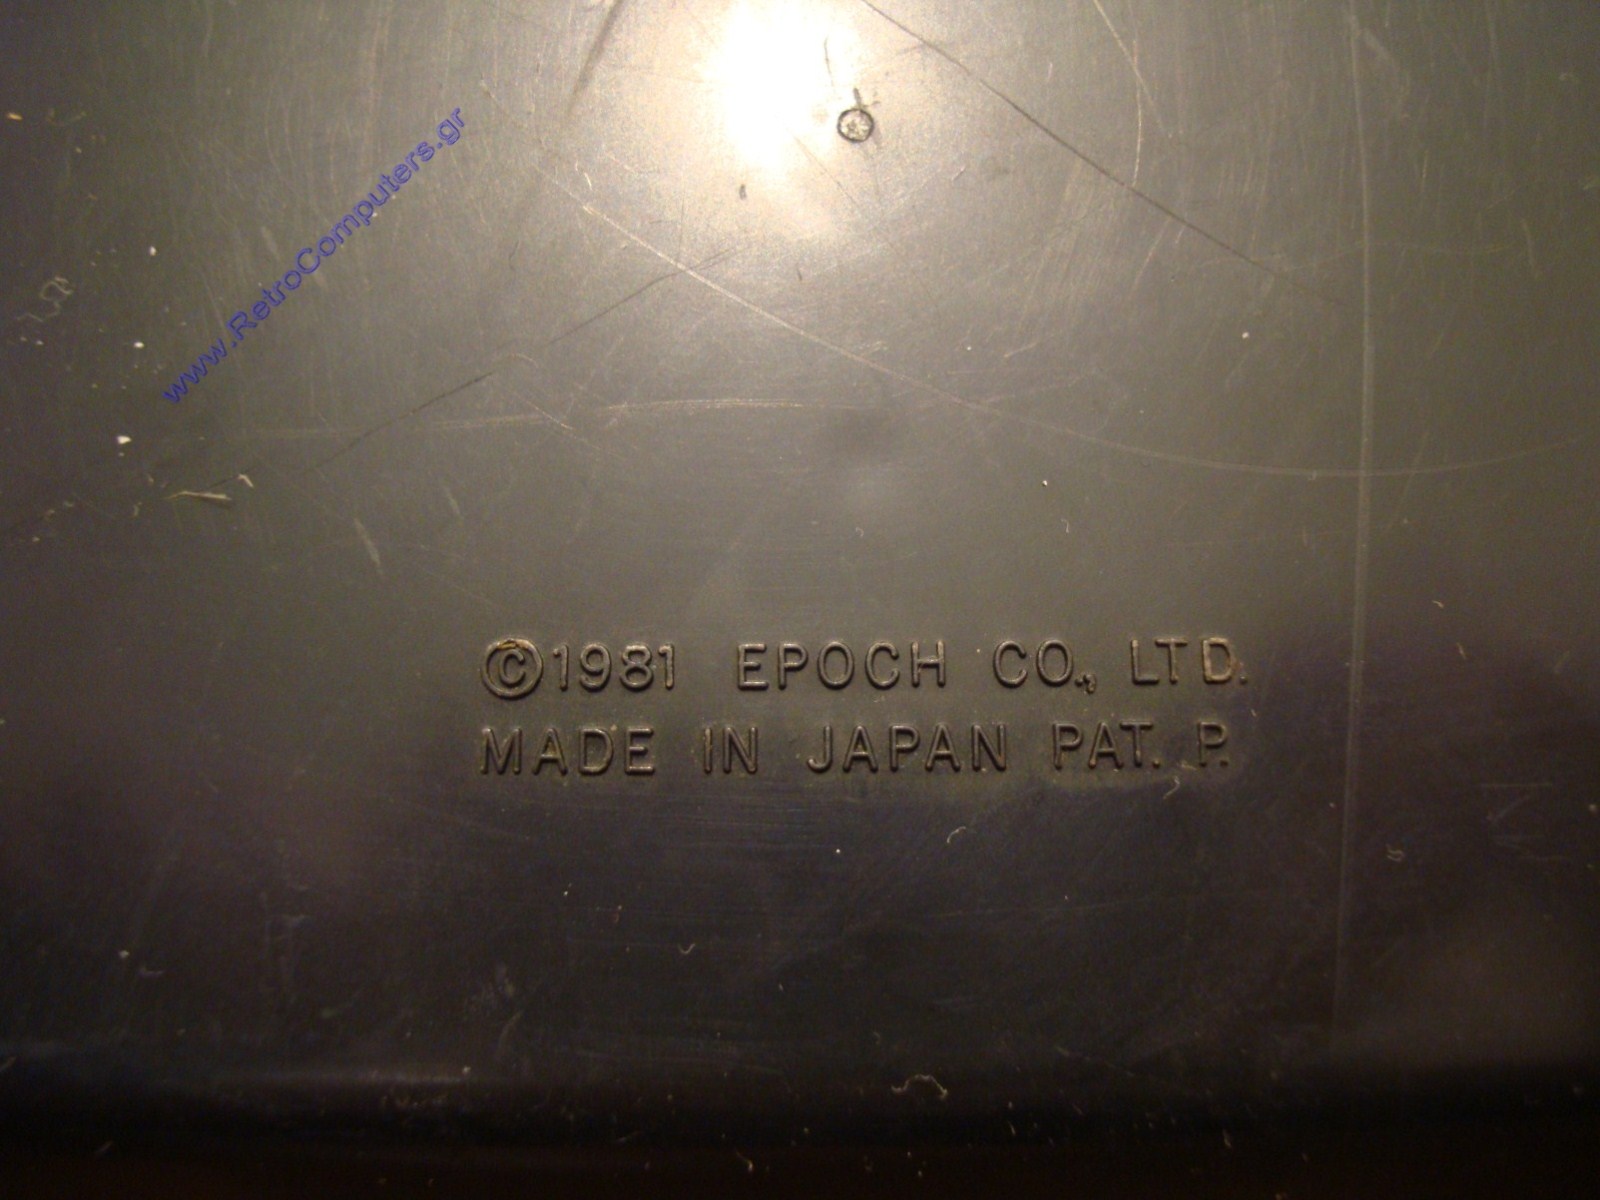 www.RetroComputers.gr
©1981 EPOCH CO., LTD.
MADE IN JAPAN PAT. P.